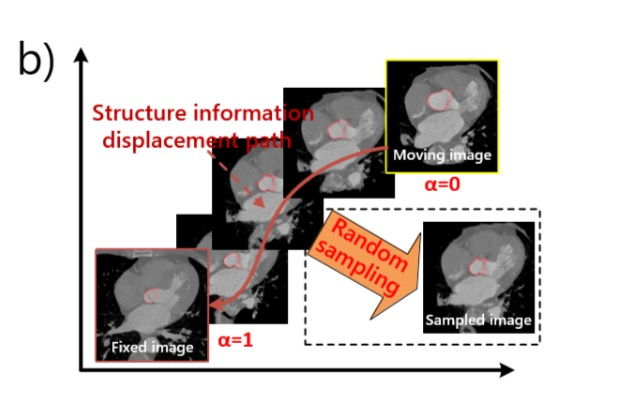 b)
Structure information
displacement path
Moving image
α=0
Random
sampling
Sampled image
Fixed image
α=1